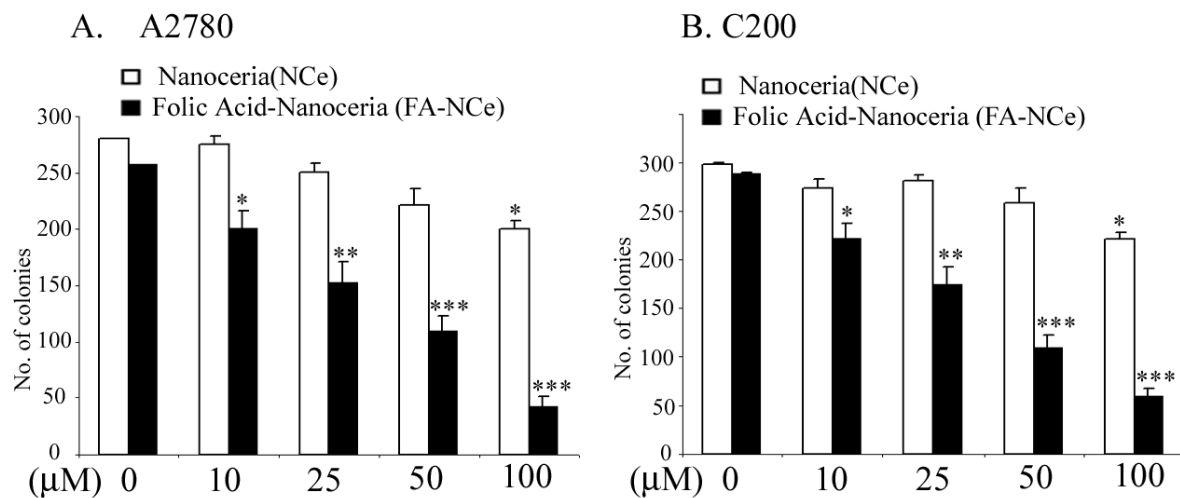 A. A2780
Nanoceria(NCe)
Folic Acid-Nanoceria (FA-NCe)
No. of colonies
300
250
200
150
100
50
0
*
**
***
*
***
(μM) 0 10 25 50 100
B. C200
Nanoceria(NCe)
Folic Acid-Nanoceria (FA-NCe)
No. of colonies
300
250
200
150
100
50
0
*
**
***
*
***
(μM) 0 10 25 50 100